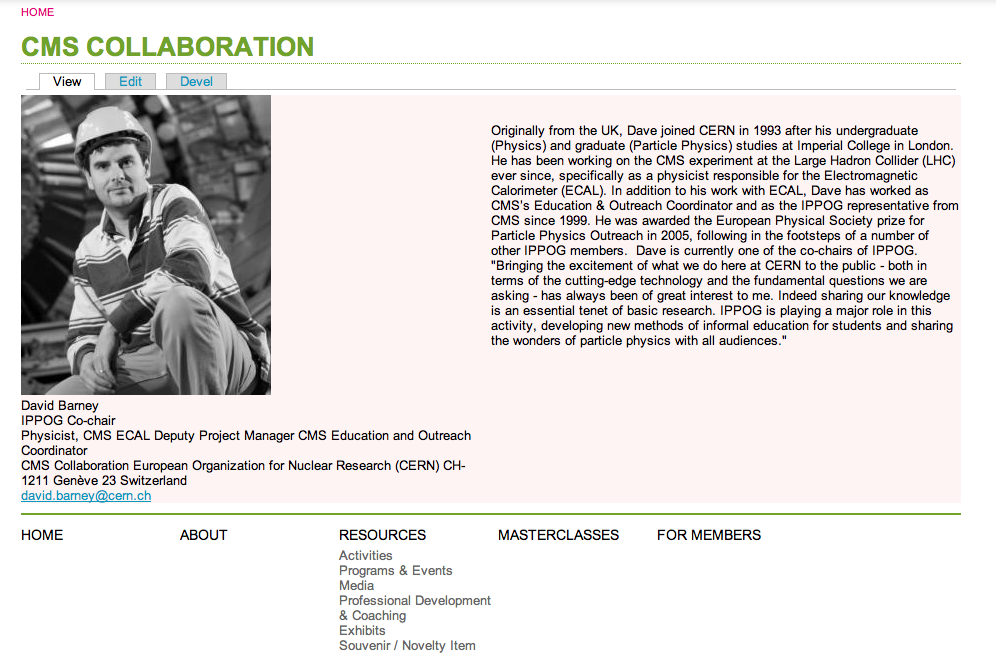 HOME
CMS COLLABORATION
View
Edit
Devel
Originally from the UK, Dave joined CERN in 1993 after his undergraduate
(Physics) and graduate (Particle Physics) studies at Imperial College in London.
He has been working on the CMS experiment at the Large Hadron Collider (LHC)
ever since, specifically as a physicist responsible for the Electromagnetic
Calorimeter (ECAL). In addition to his work with ECAL, Dave has worked as
CMS's Education & Outreach Coordinator and as the IPPOG representative from
CMS since 1999. He was awarded the European Physical Society prize for
Particle Physics Outreach in 2005, following in the footsteps of a number of
other IPPOG members.  Dave is currently one of the co-chairs of IPPOG.
"Bringing the excitement of what we do here at CERN to the public - both in
terms of the cutting-edge technology and the fundamental questions we are
asking - has always been of great interest to me. Indeed sharing our knowledge
is an essential tenet of basic research. IPPOG is playing a major role in this
activity, developing new methods of informal education for students and sharing
the wonders of particle physics with all audiences."
David Barney
IPPOG Co-chair
Physicist, CMS ECAL Deputy Project Manager CMS Education and Outreach
Coordinator
CMS Collaboration European Organization for Nuclear Research (CERN) CH-
1211 Genève 23 Switzerland
david.barney@cern.ch
HOME
ABOUT
RESOURCES
Activities
Programs & Events
Media
Professional Development
& Coaching
Exhibits
Souvenir / Novelty Item
MASTERCLASSES
FOR MEMBERS